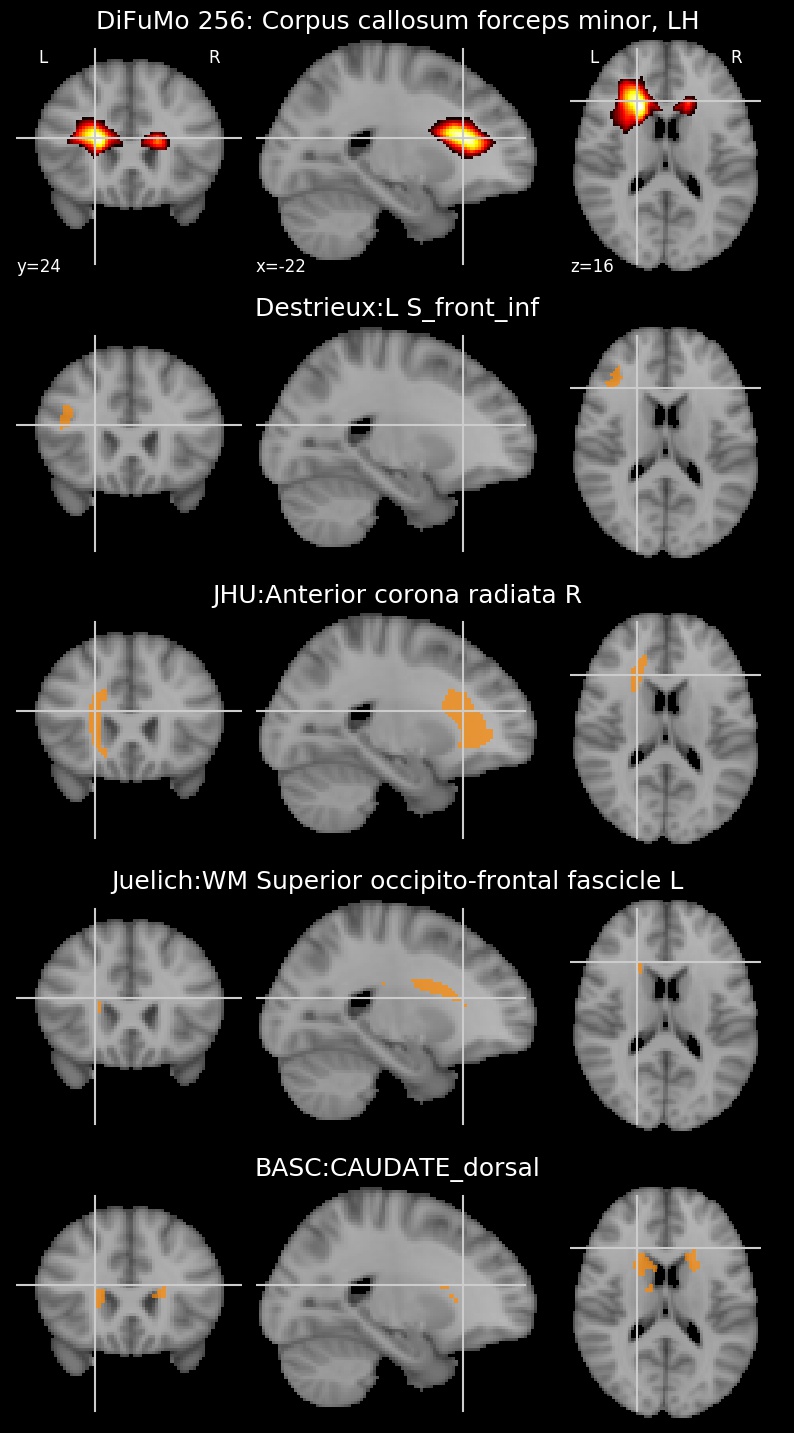 DiFuMo 256: Corpus callosum forceps minor, LH
L R L R
y=24 x=-22 z=16
Destrieux:L S_front_inf
JHU:Anterior corona radiata R
Juelich:WM Superior occipito-frontal fascicle L
BASC:CAUDATE_dorsal